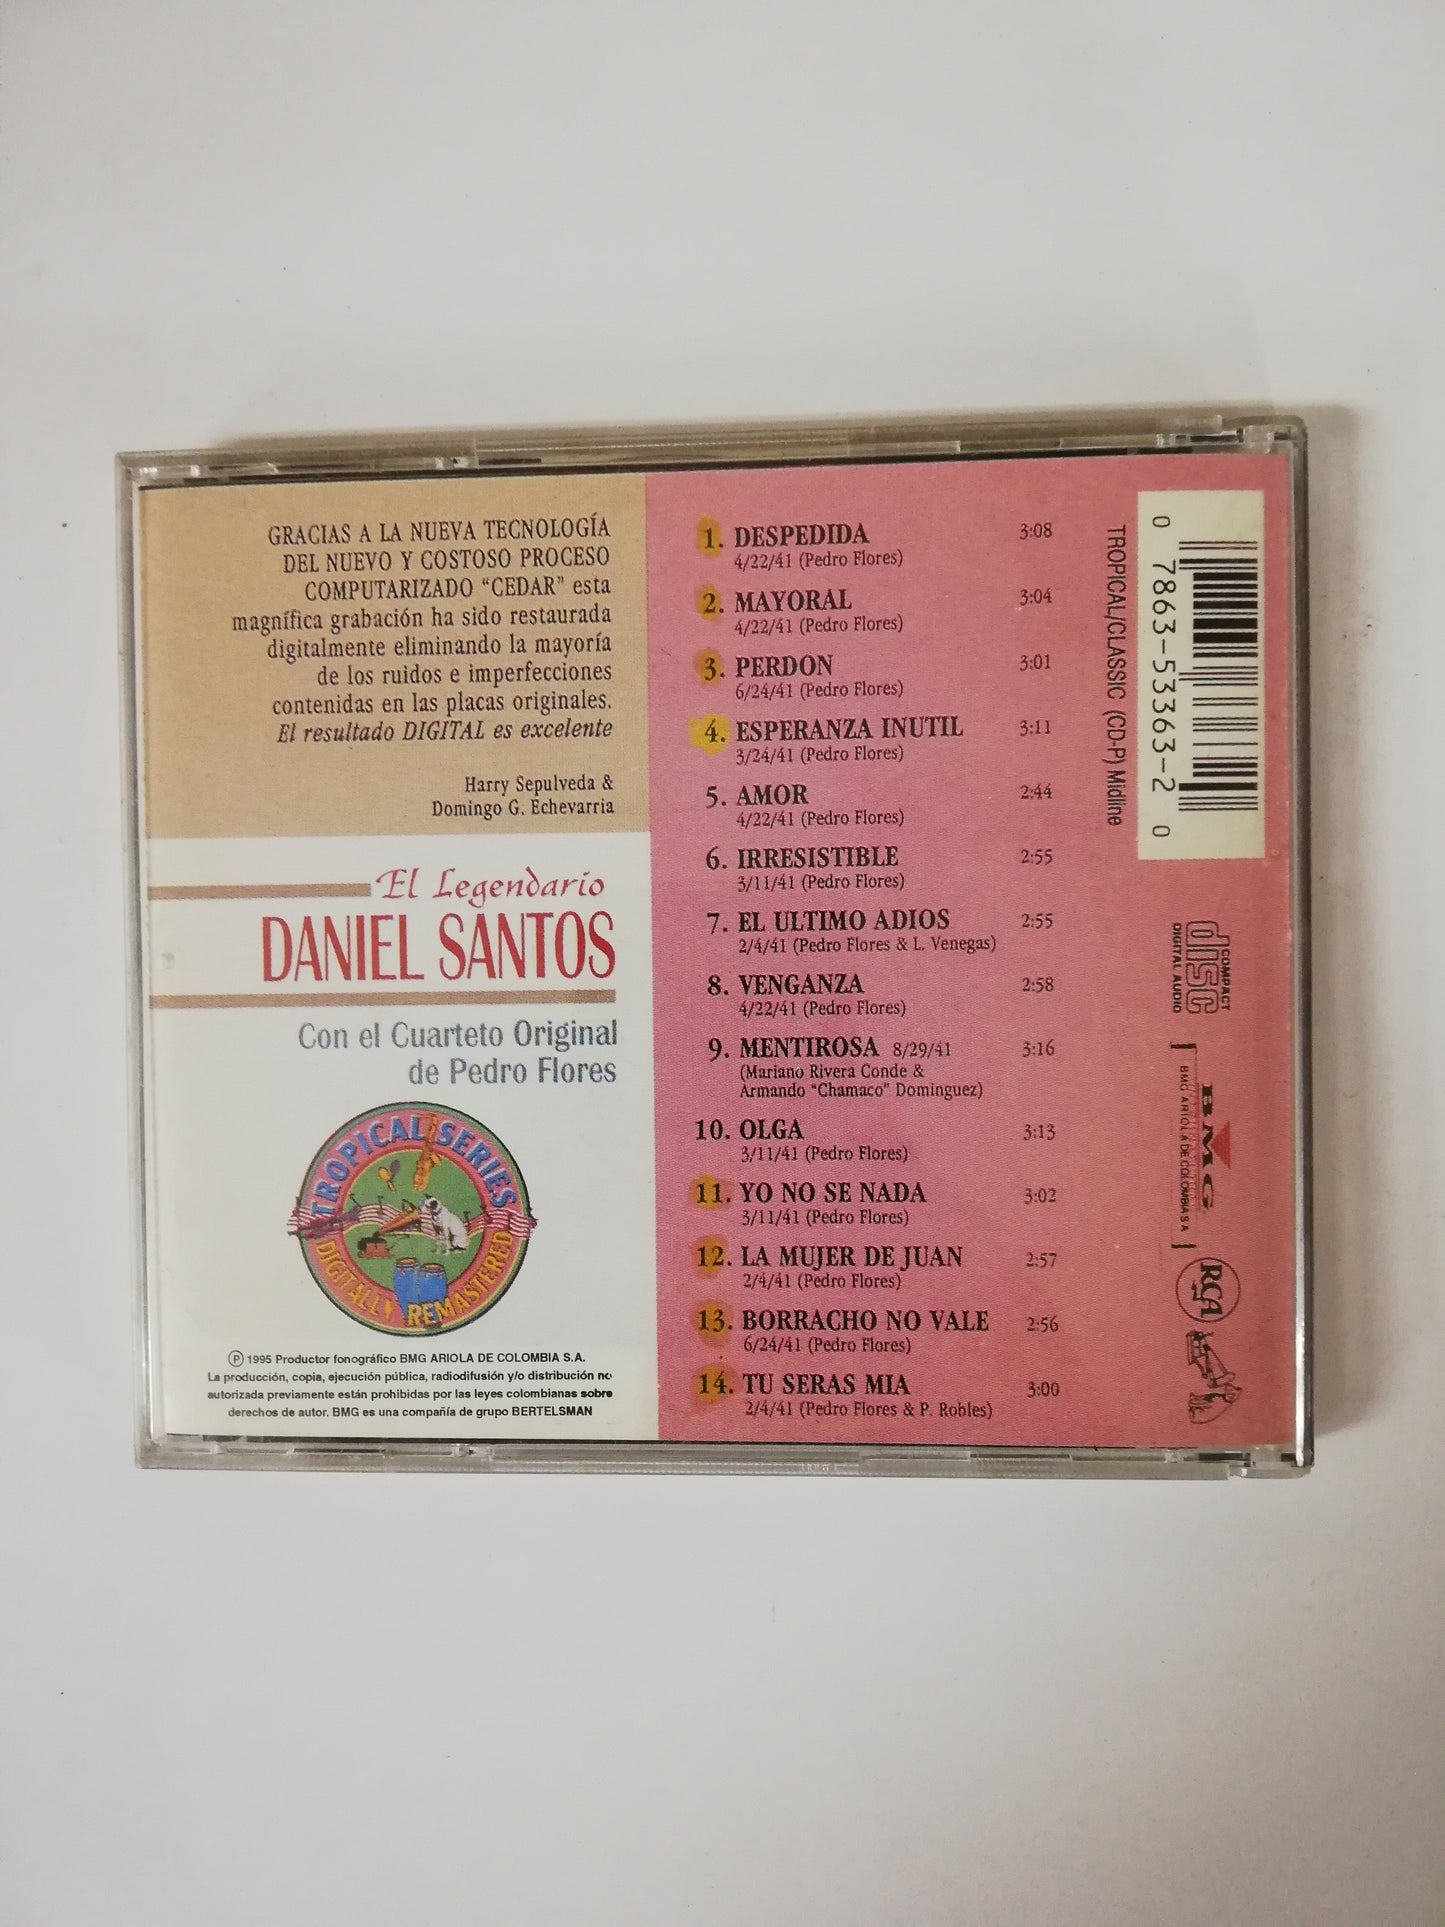 GRACIAS A LA NUEVA TECNOLOGÍA
DEL NUEVO Y COSTOSO PROCESO
COMPUTARIZADO "CEDAR" esta
magnífica grabación ha sido restaurada
digitalmente eliminando la mayoría
de los ruidos e imperfecciones
contenidas en las placas originales.
El resultado DIGITAL es excelente
Harry Sepulveda &
Domingo G. Echevarria
El Legendario
DANIEL SANTOS
Con el Cuarteto Original
de Pedro Flores
TROPICAL SERIES
DIGITALLY REMASTERED
Ⓟ 1995 Productor fonográfico BMG ARIOLA DE COLOMBIA S.A.
La producción, copia, ejecución pública, radiodifusión y/o distribución no
autorizada previamente están prohibidas por las leyes colombianas sobre
derechos de autor. BMG es una compañía de grupo BERTELSMAN
1. DESPEDIDA 3:08
4/22/41 (Pedro Flores)
2. MAYORAL 3:04
4/22/41 (Pedro Flores)
3. PERDON 3:01
6/24/41 (Pedro Flores)
4. ESPERANZA INUTIL 3:11
3/24/41 (Pedro Flores)
5. AMOR 2:44
4/22/41 (Pedro Flores)
6. IRRESISTIBLE 2:55
3/11/41 (Pedro Flores)
7. EL ULTIMO ADIOS 2:55
2/4/41 (Pedro Flores & L. Venegas)
8. VENGANZA 2:58
4/22/41 (Pedro Flores)
9. MENTIROSA 8/29/41 3:16
(Mariano Rivera Conde &
Armando "Chamaco" Dominguez)
10. OLGA 3:13
3/11/41 (Pedro Flores)
11. YO NO SE NADA 3:02
3/11/41 (Pedro Flores)
12. LA MUJER DE JUAN 2:57
2/4/41 (Pedro Flores)
13. BORRACHO NO VALE 2:56
6/24/41 (Pedro Flores)
14. TU SERAS MIA 3:00
2/4/41 (Pedro Flores & P. Robles)
TROPICAL/CLASSIC (CD-P) Midline
0 7863-53363-2 0
COMPACT
disc
DIGITAL AUDIO
BMG
BMG ARIOLA DE COLOMBIA S A
RCA